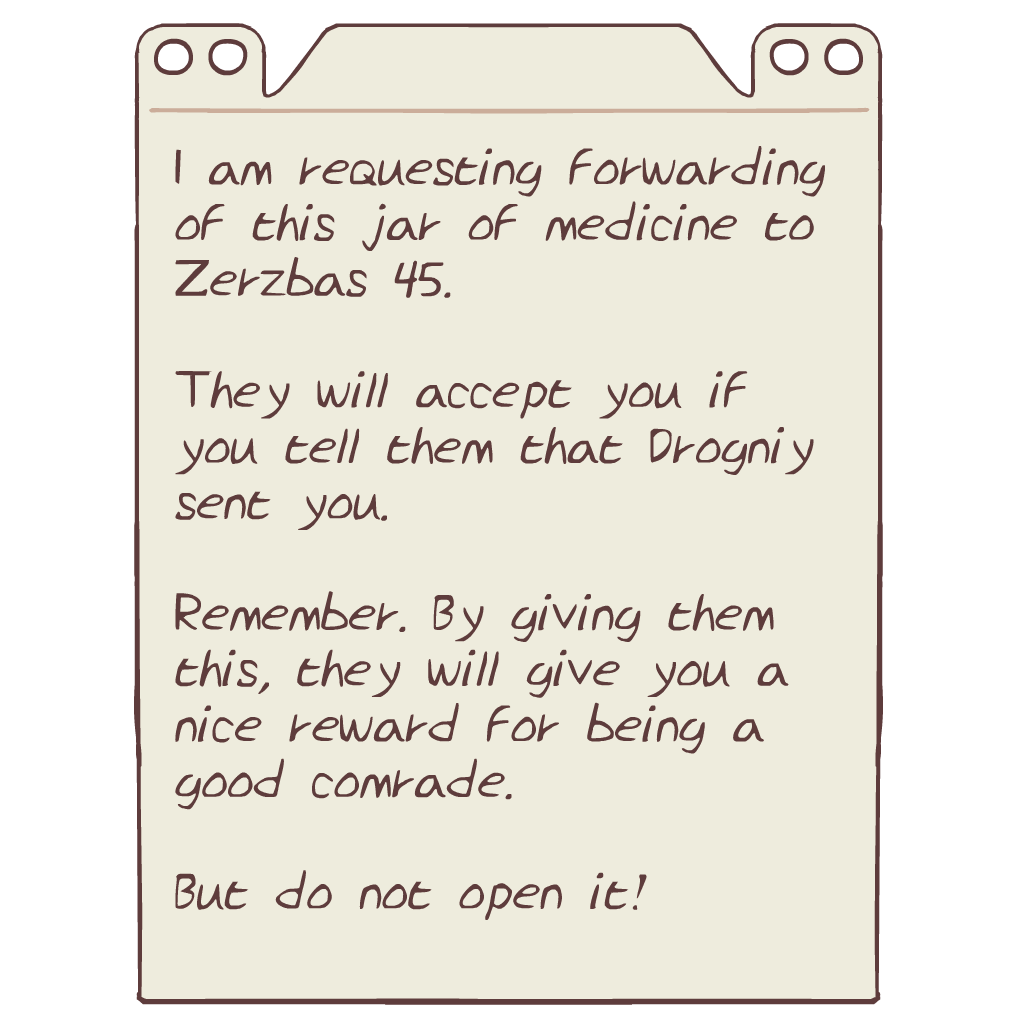 I am requesting forwarding
of this jar of medicine to
Zerzbas 45.
They will accept you if
you tell them that Drogniy
sent you.
Remember. By giving them
this, they will give you a
nice reward for being a
good comrade.
But do not open it!